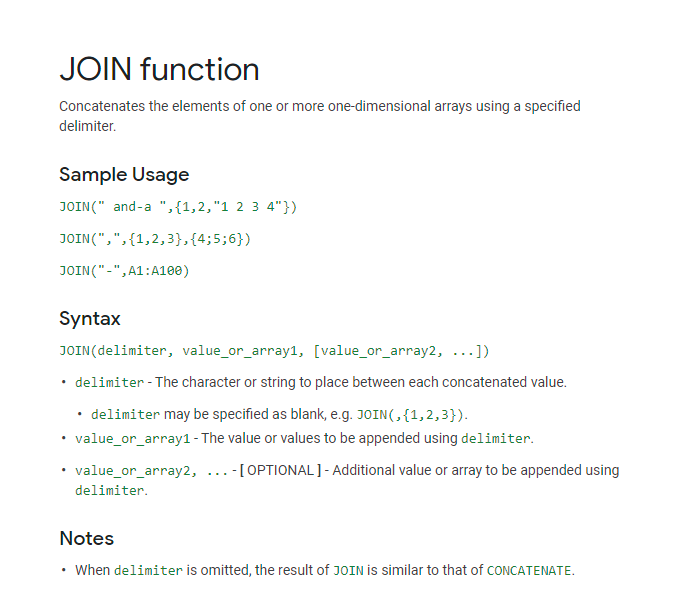 JOIN function
Concatenates the elements of one or more one-dimensional arrays using a specified
delimiter.
Sample Usage
JOIN(" and-a ",{1,2,"1 2 3 4"})
JOIN(",",{1,2,3},{4;5;6})
JOIN("-",A1:A100)
Syntax
JOIN(delimiter, value_or_array1, [value_or_array2, ...])
• delimiter - The character or string to place between each concatenated value.
• delimiter may be specified as blank, e.g. JOIN(,{1,2,3}).
• value_or_array1 - The value or values to be appended using delimiter.
• value_or_array2, ... - [ OPTIONAL ] - Additional value or array to be appended using
delimiter.
Notes
• When delimiter is omitted, the result of JOIN is similar to that of CONCATENATE.